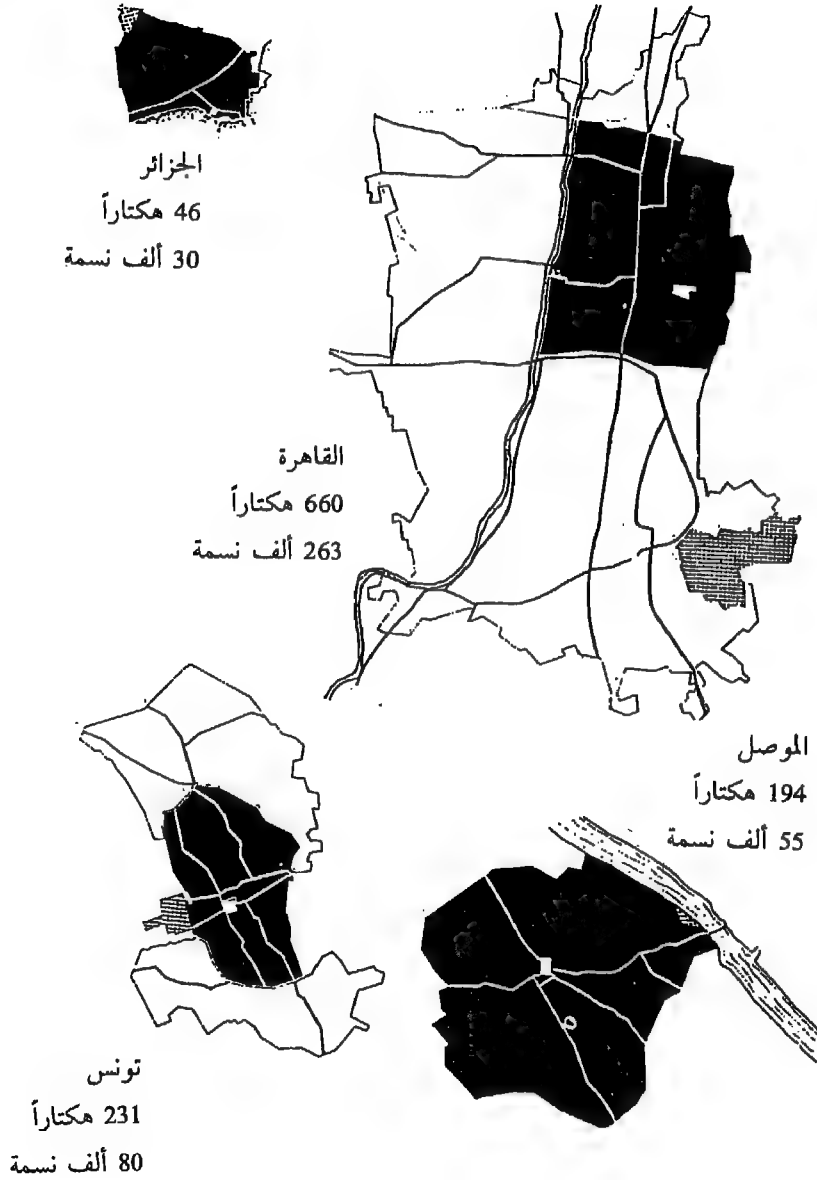 الجزائر
46 هكتاراً
30 ألف نسمة
القاهرة
660 هكتاراً
263 ألف نسمة
الموصل
194 هكتاراً
55 ألف نسمة
تونس
231 هكتاراً
80 ألف نسمة